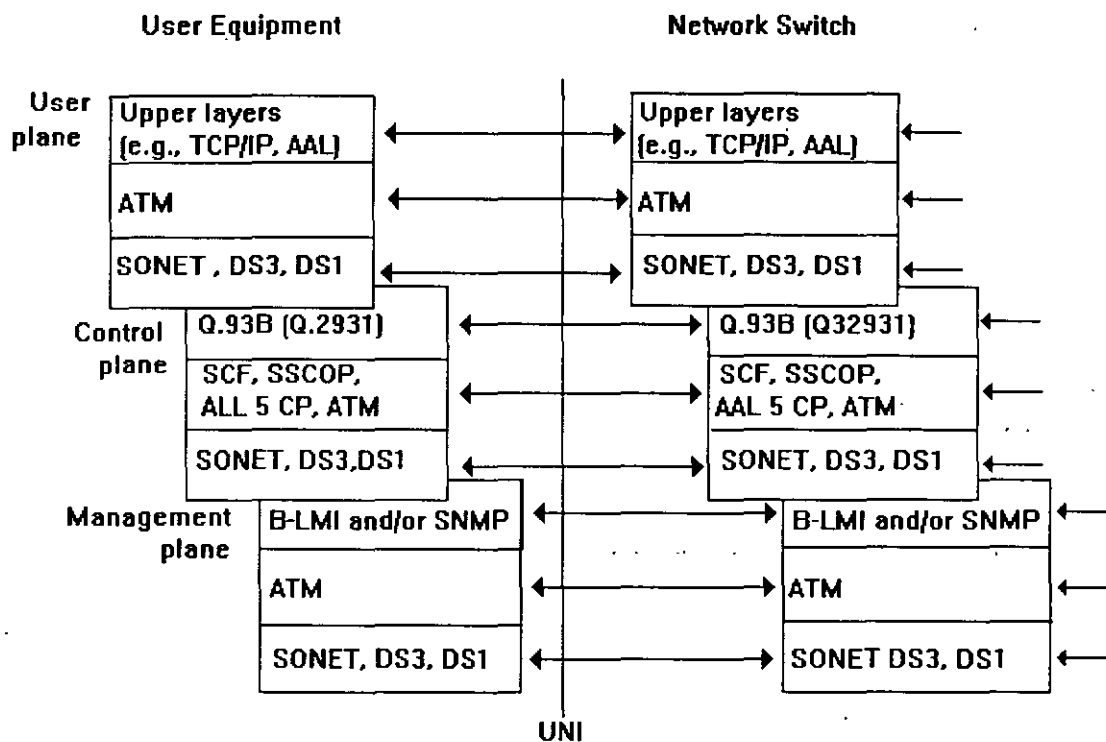 User Equipment
Network Switch
User
plane
Upper layers
(e.g., TCP/IP, AAL)
ATM
SONET , DS3, DS1
Upper layers
(e.g., TCP/IP, AAL)
ATM
SONET, DS3, DS1
Control
plane
Q.93B (Q.2931)
SCF, SSCOP,
ALL 5 CP, ATM
SONET, DS3,DS1
Q.93B (Q32931)
SCF, SSCOP,
AAL 5 CP, ATM
SONET, DS3, DS1
Management
plane
B-LMI and/or SNMP
ATM
SONET, DS3, DS1
B-LMI and/or SNMP
ATM
SONET DS3, DS1
UNI